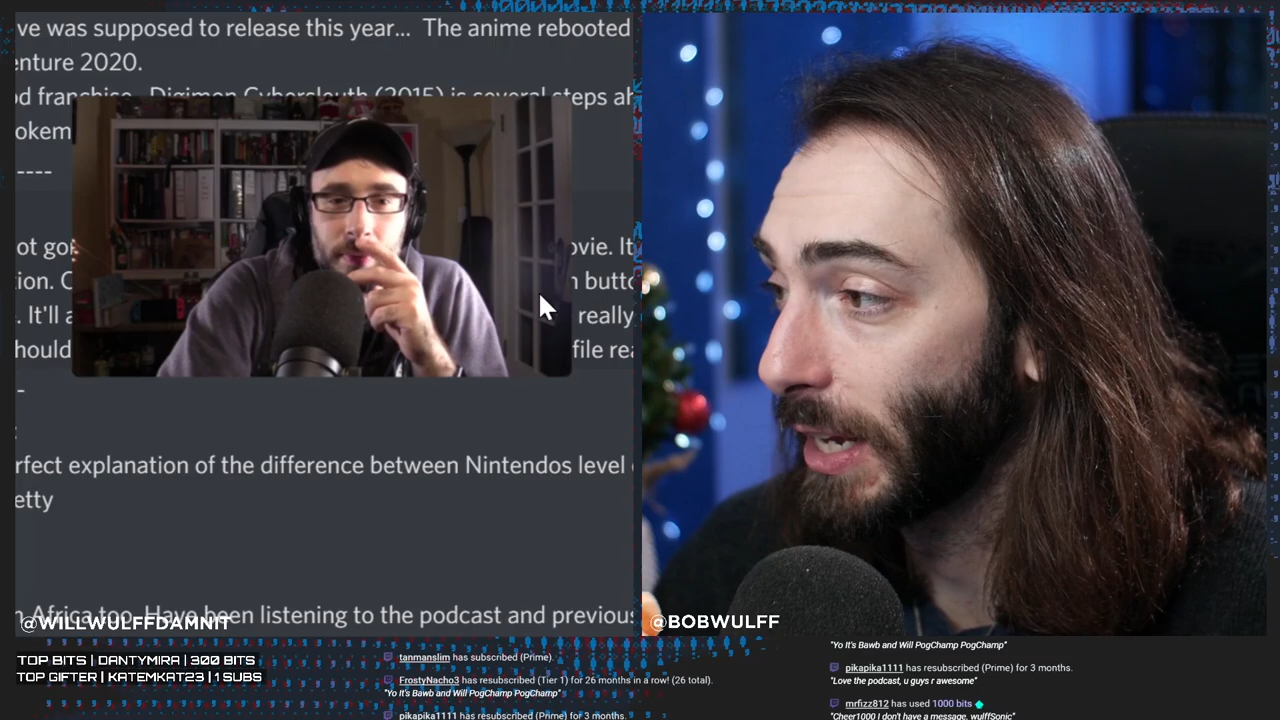 ve was supposed to release this year... The anime rebooted
enture 2020.
od franchise. Digimon Cybersleuth (2015) is several steps ah
okem
----
ot go
ovie. It
tion. C
n butto
. It'll a
really
hould
file rea
--
rfect explanation of the difference between Nintendos level
etty
n Africa too. Have been listening to the podcast and previous
@WILLWULFFDAMNIT
@BOBWULFF
TOP BITS | DANTYMIRA | 300 BITS
TOP GIFTER | KATEMKAT23 | 1 SUBS
tanmanslim has subscribed (Prime).
FrostyNacho3 has resubscribed (Tier 1) for 26 months in a row! (26 total).
"Yo It's Bawb and Will PogChamp PogChamp"
pikapika1111 has resubscribed (Prime) for 3 months.
"Yo It's Bawb and Will PogChamp PogChamp"
pikapika1111 has resubscribed (Prime) for 3 months.
"Love the podcast, u guys r awesome"
mrfizz812 has used 1000 bits
"Cheer1000 I don't have a message, wulffSonic"